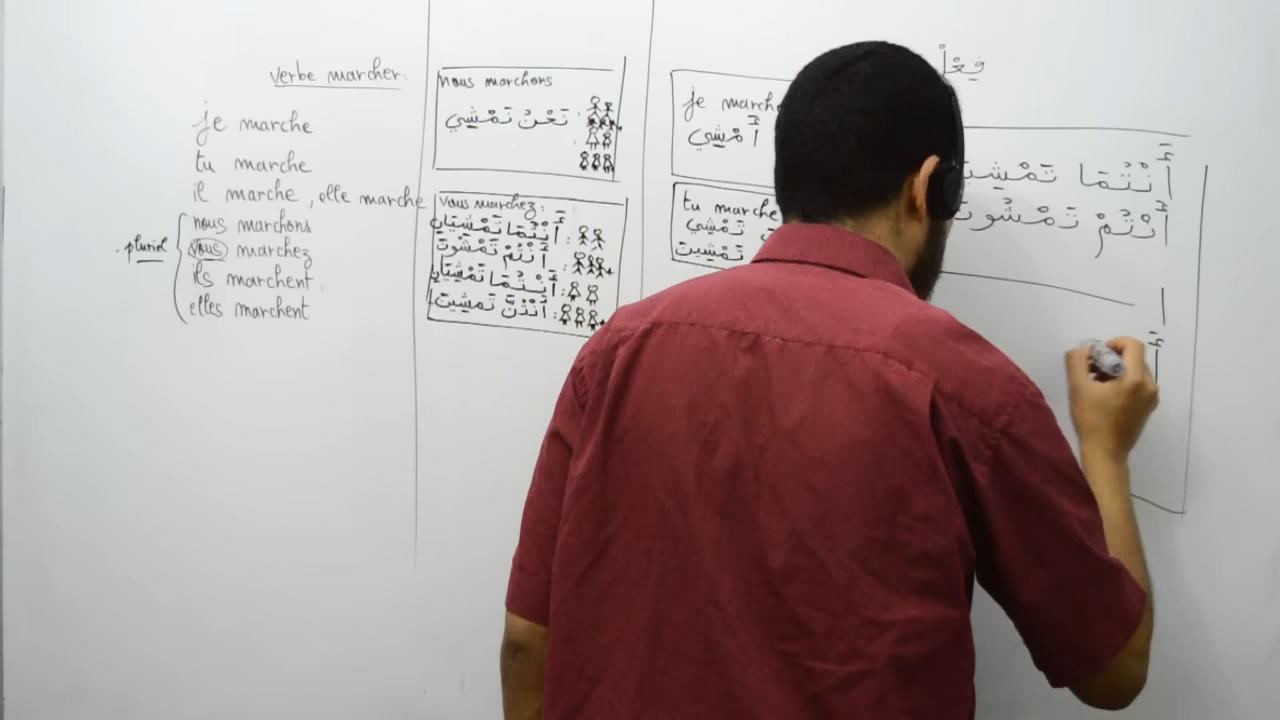 verbe marcher.
je marche
tu marche
il marche , elle marche
nous marchons
vous marchez
ils marchent
elles marchent
pluriel
nous marchons
نَحْنُ نَمْشِي
vous marchez :
أَنْتُمَا تَمْشِيَانِ :
أَنْتُمْ تَمْشُونَ :
أَنْتُمَا تَمْشِيَانِ :
أَنْتُنَّ تَمْشِينَ :
je marche
أَمْشِي
tu marche
تَمْشِي
تَمْشِينَ
أَنْتُمَا
أَنْتُمْ تَمْشُونَ